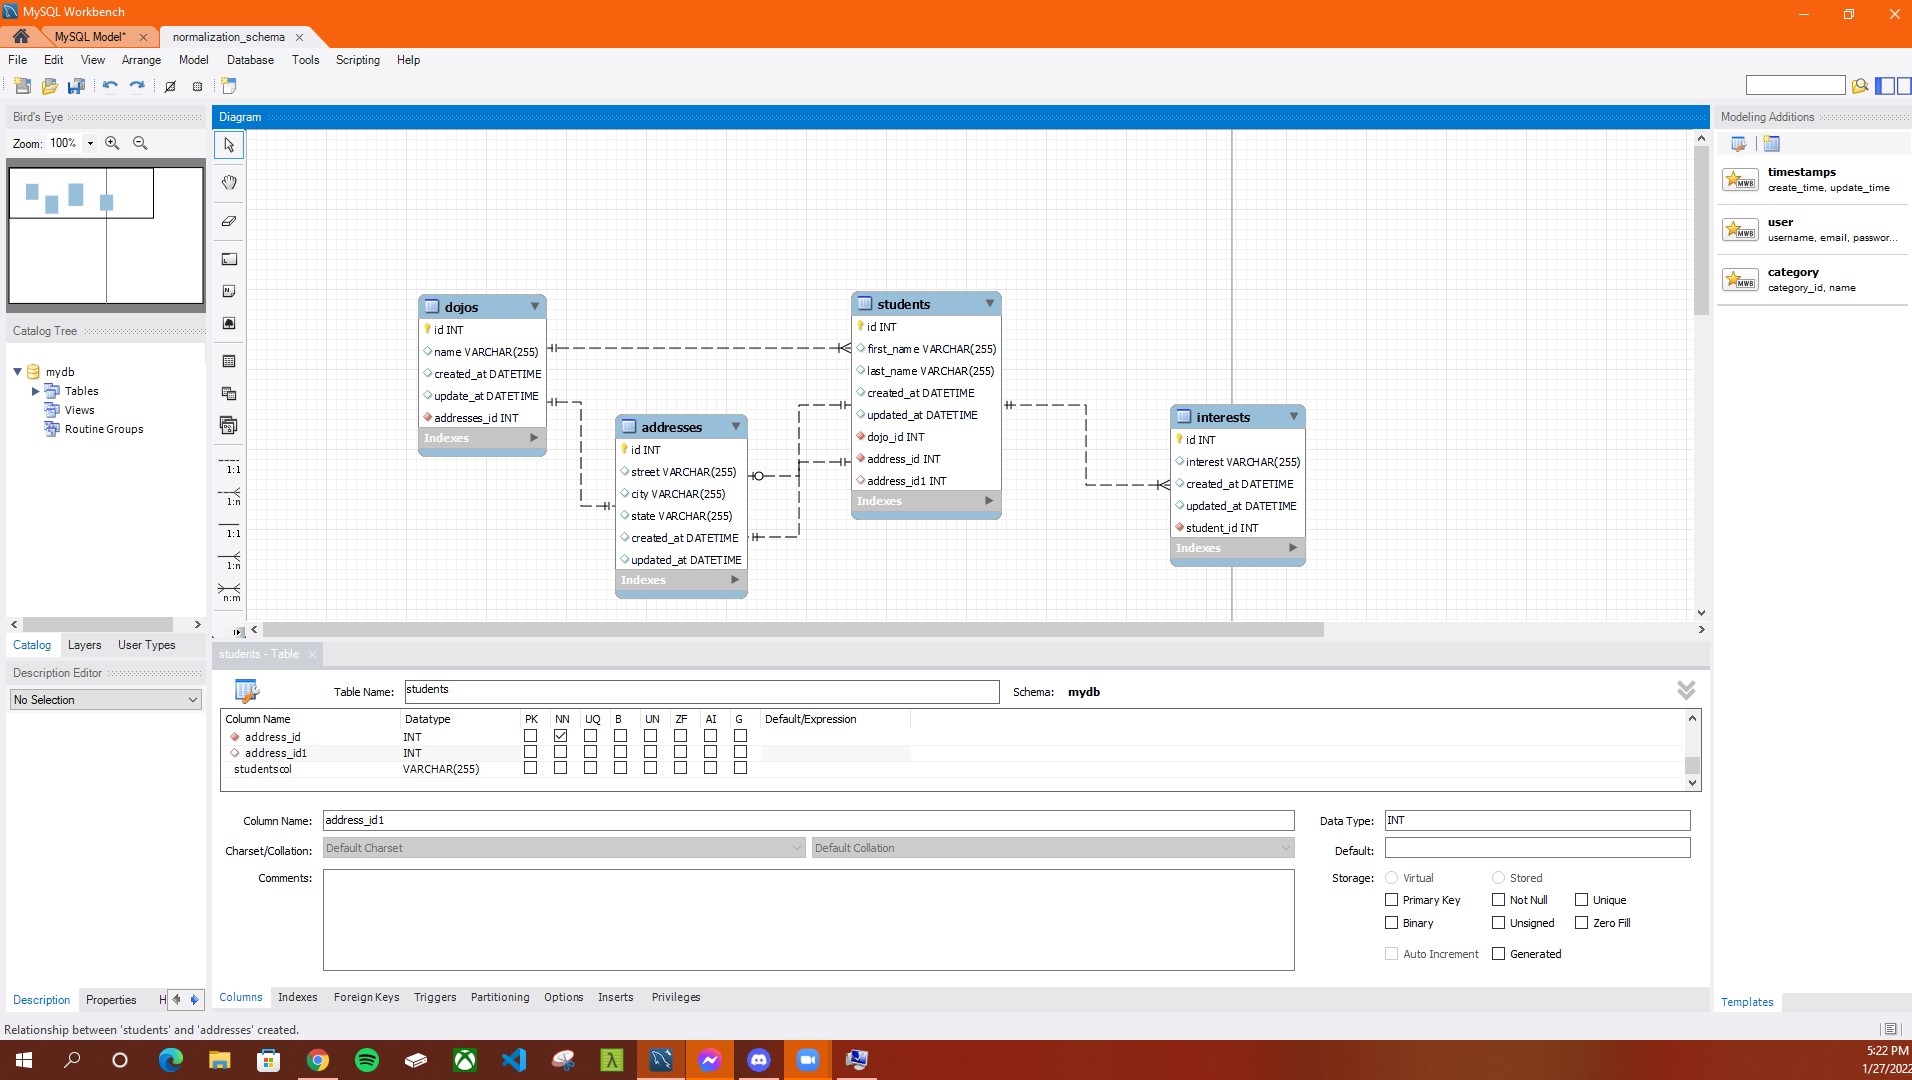 MySQL Workbench
MySQL Model*
normalization_schema
File Edit View Arrange Model Database Tools Scripting Help
Bird's Eye
Zoom: 100%
Catalog Tree
mydb
Tables
Views
Routine Groups
Catalog Layers User Types
Description Editor
No Selection
Description Properties H
Diagram
1:1
1:n
1:1
1:n
n:m
dojos
id INT
name VARCHAR(255)
created_at DATETIME
update_at DATETIME
addresses_id INT
Indexes
addresses
id INT
street VARCHAR(255)
city VARCHAR(255)
state VARCHAR(255)
created_at DATETIME
updated_at DATETIME
Indexes
students
id INT
first_name VARCHAR(255)
last_name VARCHAR(255)
created_at DATETIME
updated_at DATETIME
dojo_id INT
address_id INT
address_id1 INT
Indexes
interests
id INT
interest VARCHAR(255)
created_at DATETIME
updated_at DATETIME
student_id INT
Indexes
Modeling Additions
MWB
timestamps
create_time, update_time
MWB
user
username, email, passwor...
MWB
category
category_id, name
Templates
students - Table
Table Name: students Schema: mydb
Column Name Datatype PK NN UQ B UN ZF AI G Default/Expression
address_id INT
address_id1 INT
studentscol VARCHAR(255)
Column Name: address_id1 Data Type: INT
Charset/Collation: Default Charset Default Collation Default:
Comments: Storage: Virtual Stored
Primary Key Not Null Unique
Binary Unsigned Zero Fill
Auto Increment Generated
Columns Indexes Foreign Keys Triggers Partitioning Options Inserts Privileges
Relationship between 'students' and 'addresses' created.
5:22 PM
1/27/2022